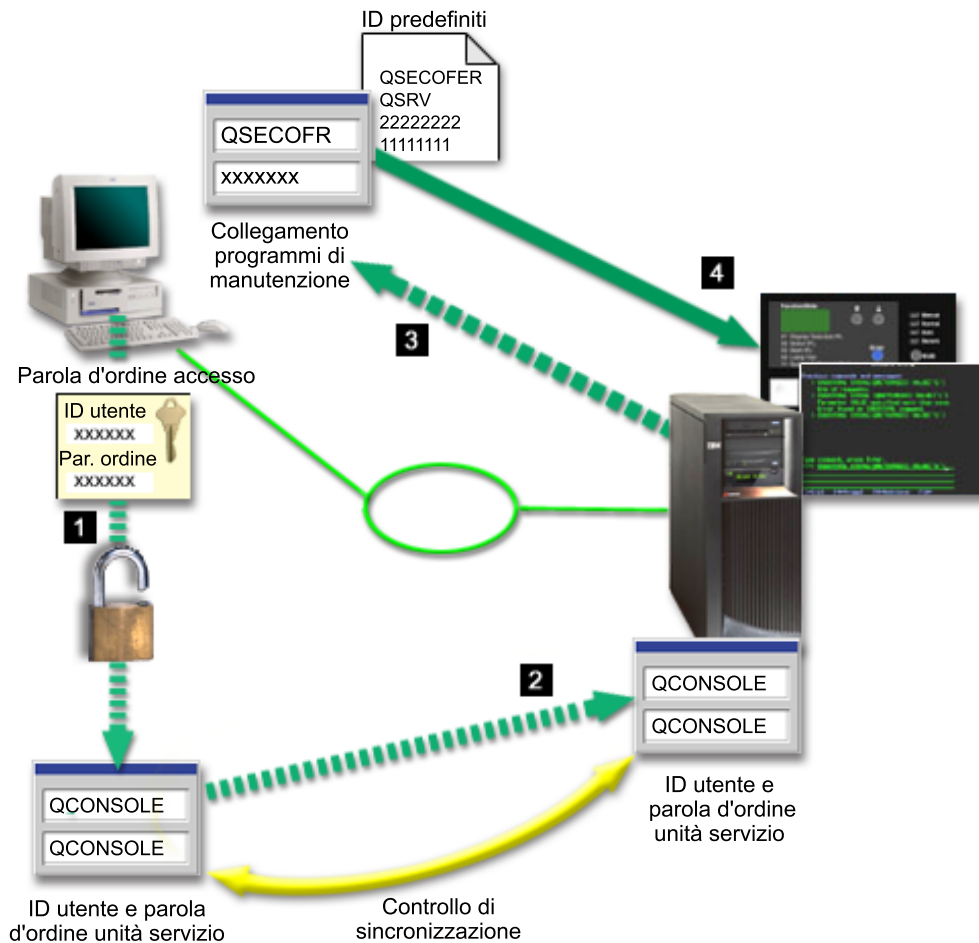 ID predefiniti
QSECOFER
QSRV
22222222
11111111
QSECOFR
xxxxxxx
Collegamento
programmi di
manutenzione
4
3
Parola d'ordine accesso
ID utente
xxxxxx
Par. ordine
xxxxxx
1
IBM
2
QCONSOLE
QCONSOLE
ID utente e
parola d'ordine
unità servizio
QCONSOLE
QCONSOLE
ID utente e parola
d'ordine unità servizio
Controllo di
sincronizzazione